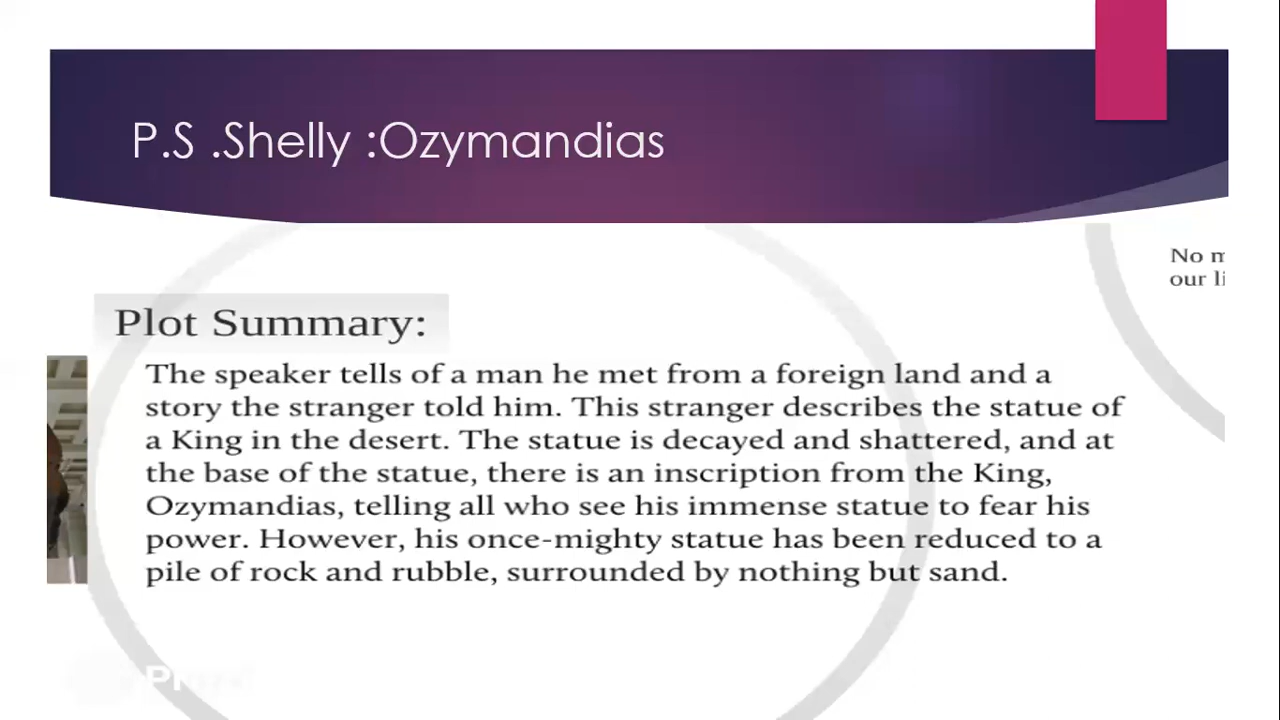 P.S .Shelly :Ozymandias
No m
our li
Plot Summary:
The speaker tells of a man he met from a foreign land and a
story the stranger told him. This stranger describes the statue of
a King in the desert. The statue is decayed and shattered, and at
the base of the statue, there is an inscription from the King,
Ozymandias, telling all who see his immense statue to fear his
power. However, his once-mighty statue has been reduced to a
pile of rock and rubble, surrounded by nothing but sand.